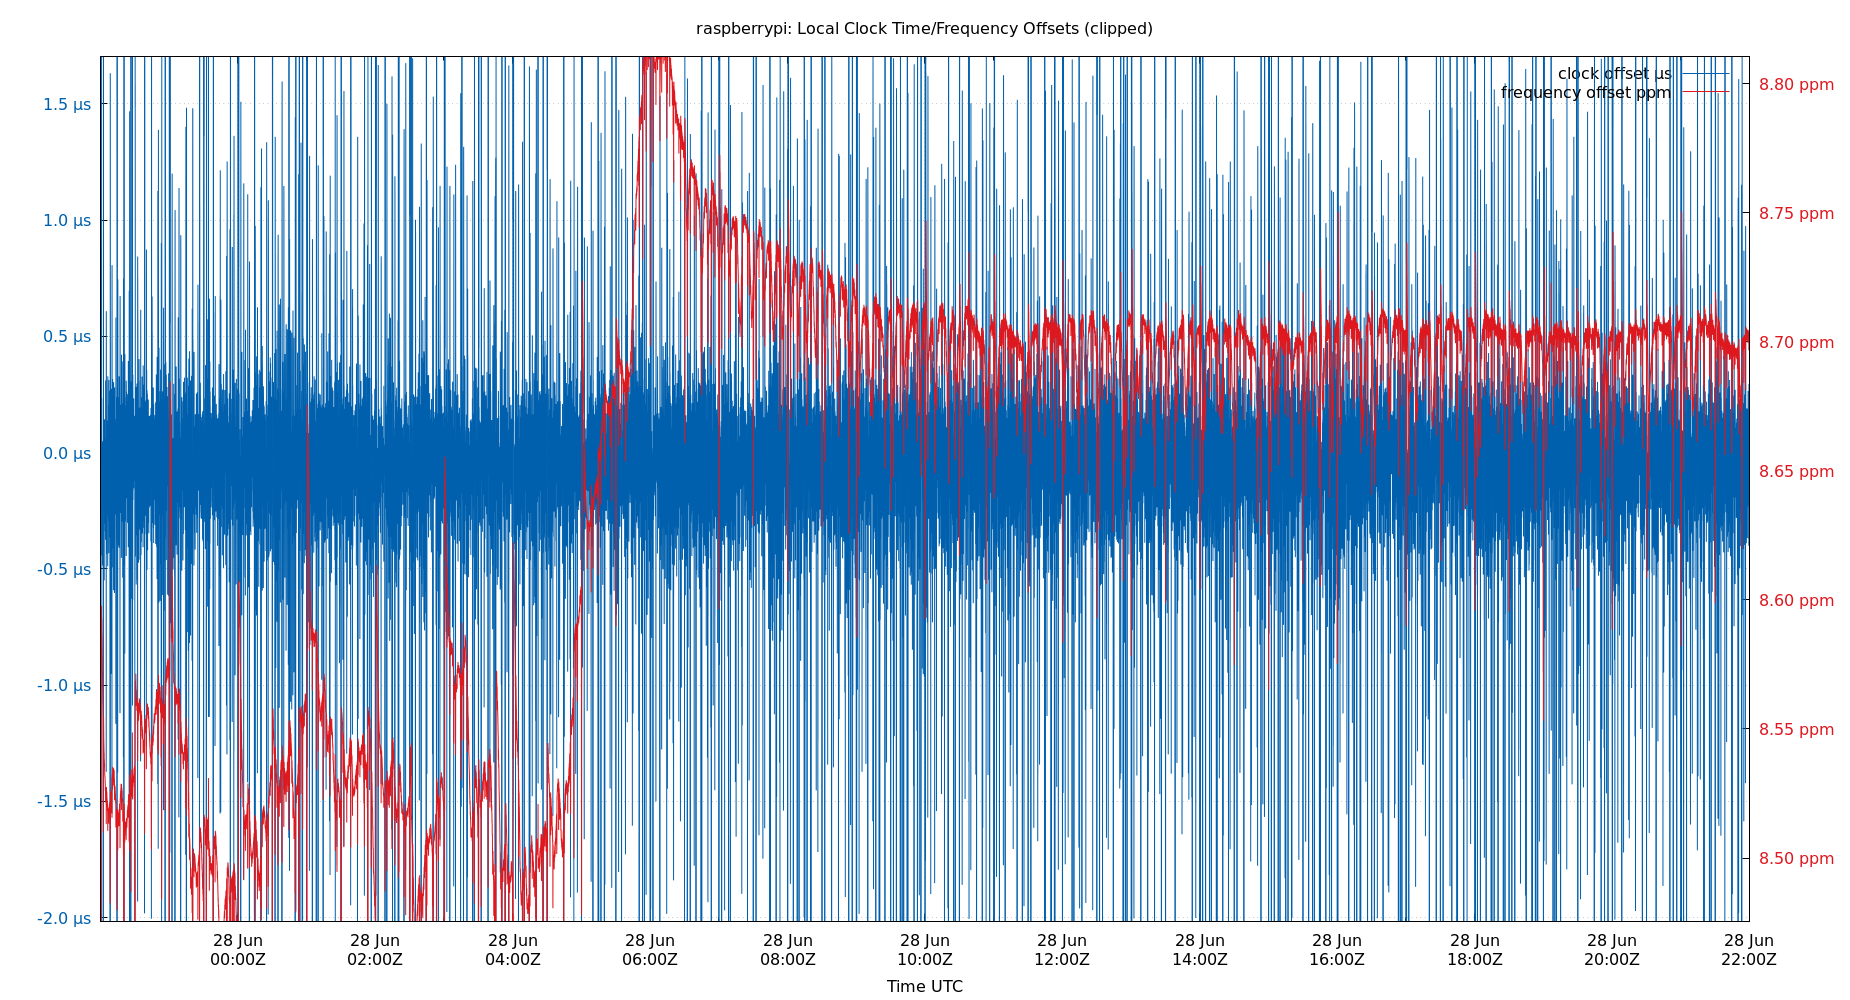 raspberrypi: Local Clock Time/Frequency Offsets (clipped)
clock offset µs
frequency offset ppm
1.5 µs
1.0 µs
0.5 µs
0.0 µs
-0.5 µs
-1.0 µs
-1.5 µs
-2.0 µs
8.80 ppm
8.75 ppm
8.70 ppm
8.65 ppm
8.60 ppm
8.55 ppm
8.50 ppm
28 Jun 28 Jun 28 Jun 28 Jun 28 Jun 28 Jun 28 Jun 28 Jun 28 Jun 28 Jun 28 Jun 28 Jun
00:00Z 02:00Z 04:00Z 06:00Z 08:00Z 10:00Z 12:00Z 14:00Z 16:00Z 18:00Z 20:00Z 22:00Z
Time UTC